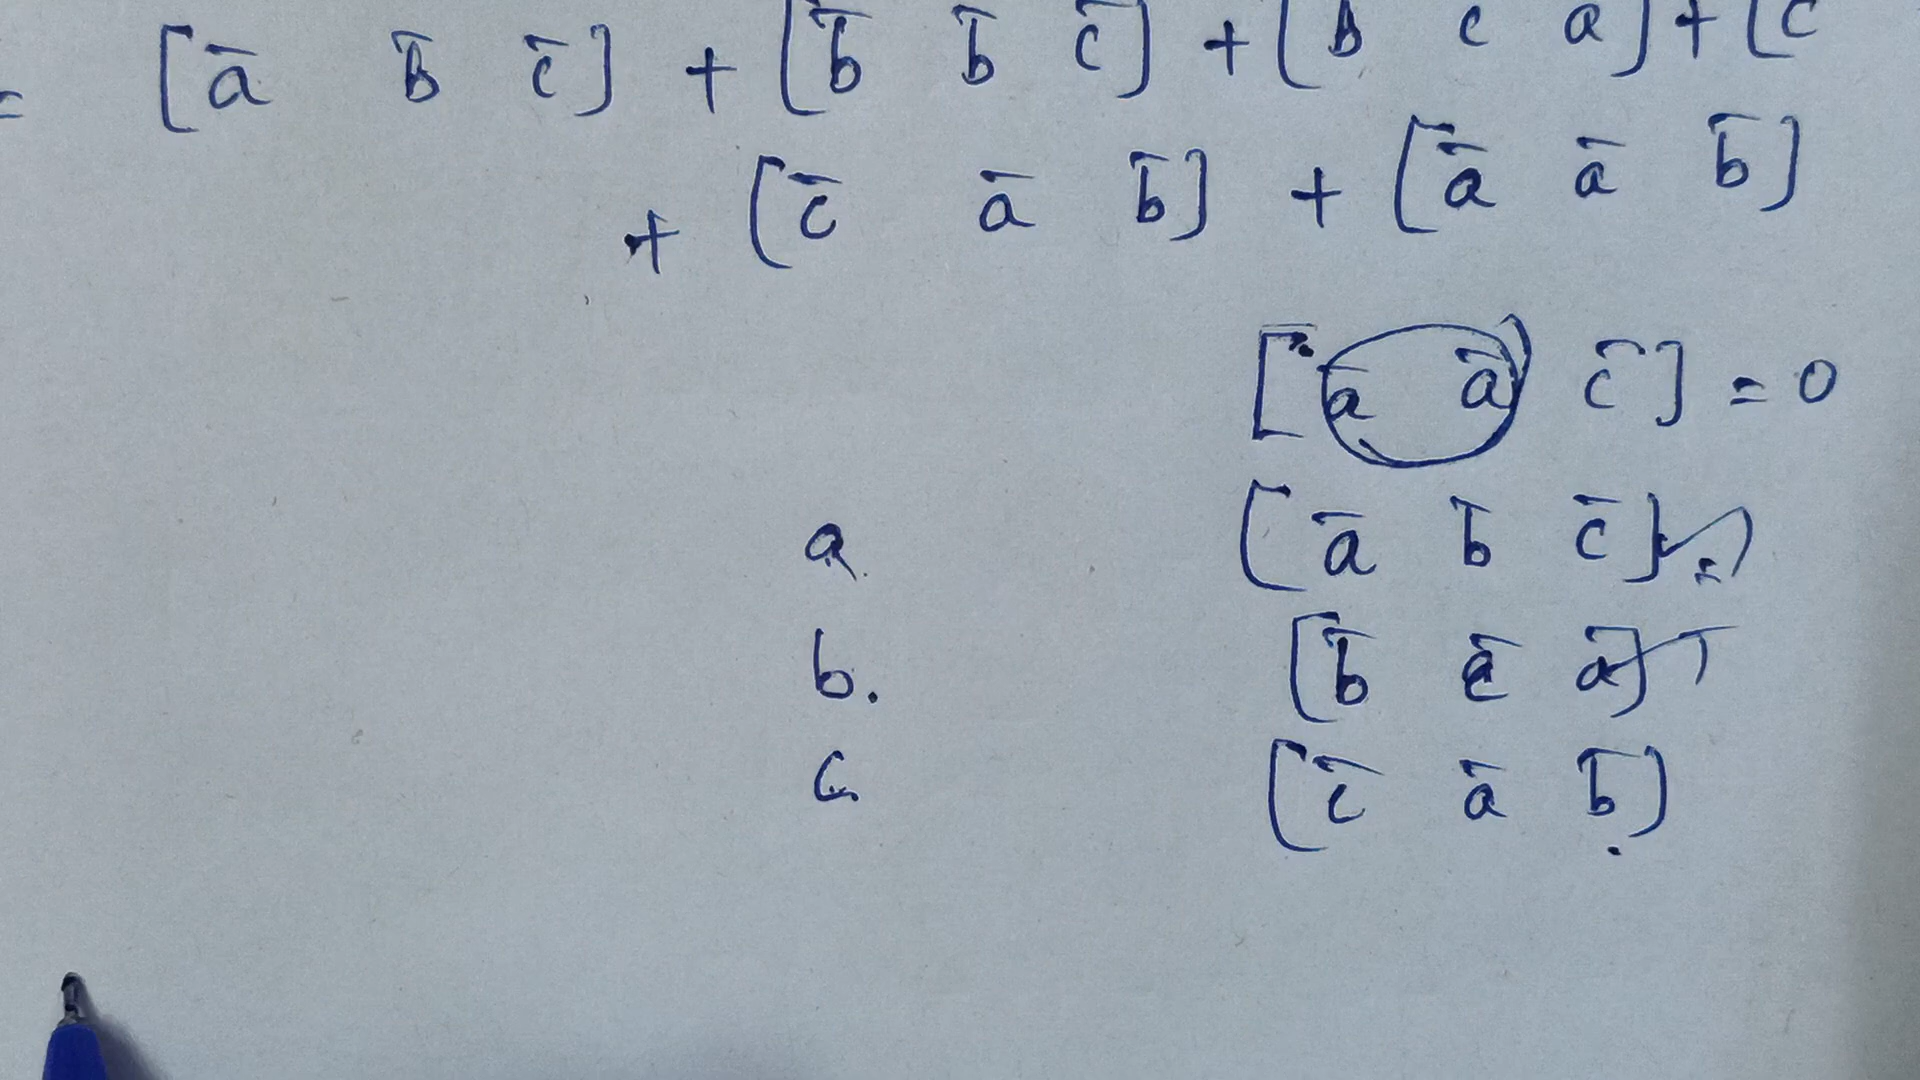 = [a̅ b̅ c̅] + [b̅ b̅ c̅] + [b c a] + [c
+ [c̅ a̅ b̅] + [a̅ a̅ b̅]
[a̅ a̅ c̅] = 0
a [a̅ b̅ c̅] =
b. [b̅ c̅ a̅]
c. [c̅ a̅ b̅]